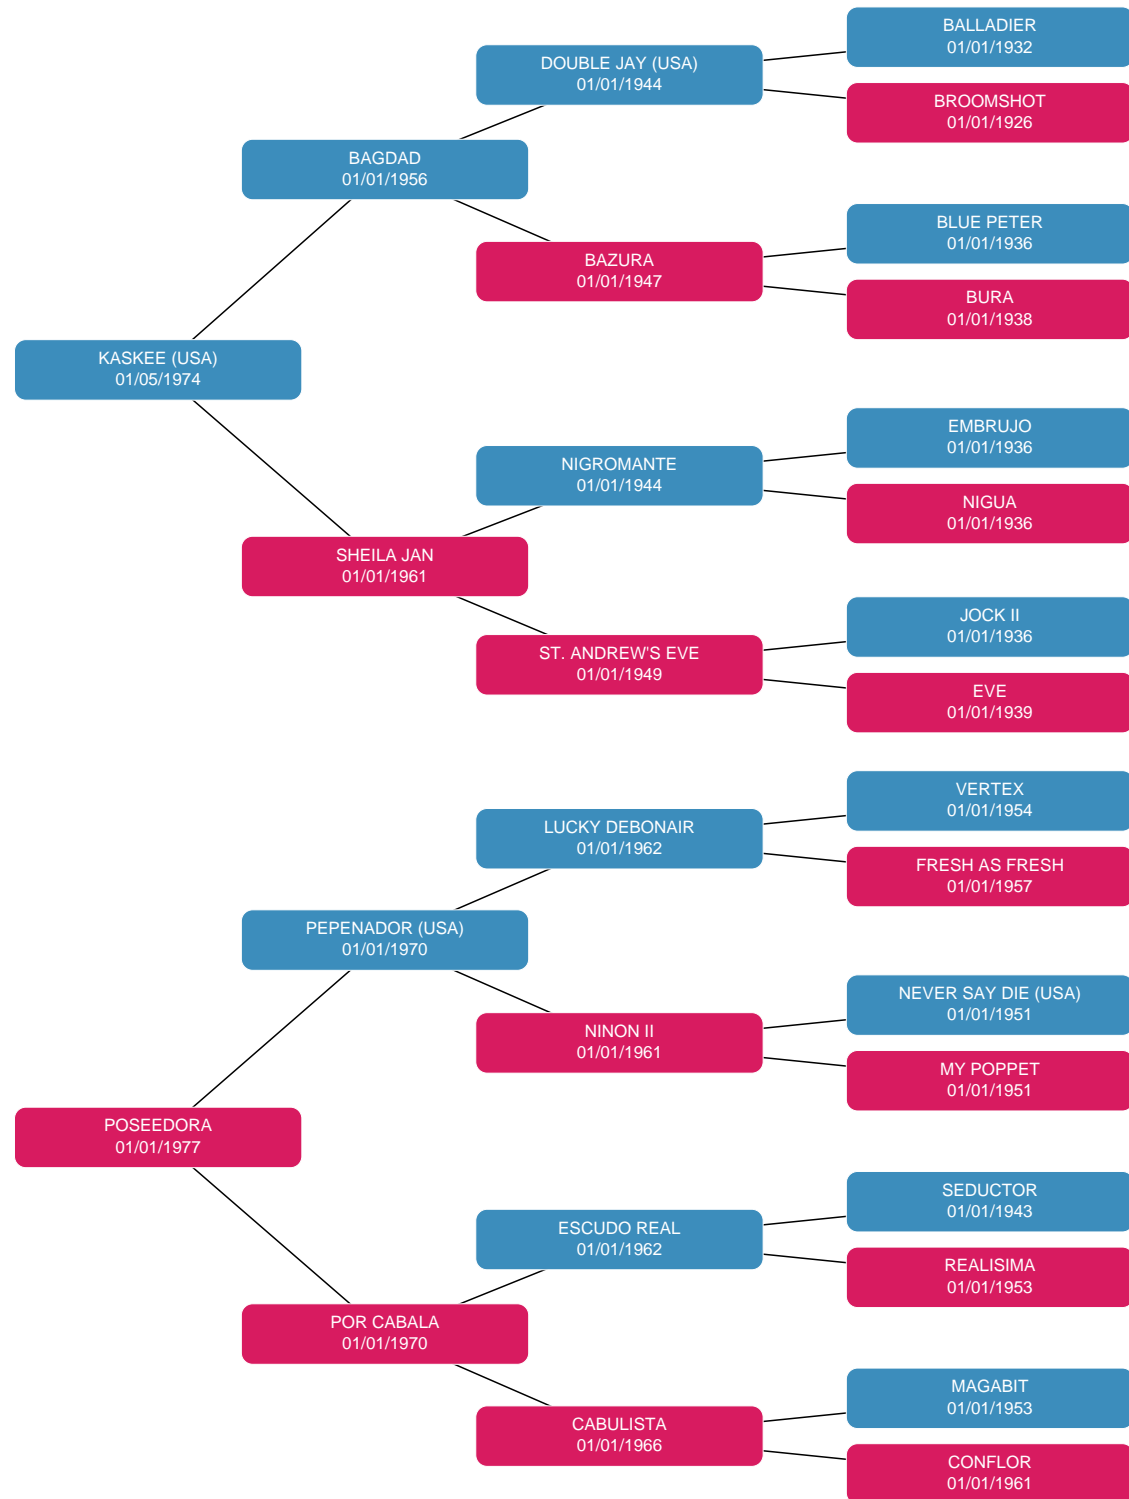 BALLADIER
01/01/1932
DOUBLE JAY (USA)
01/01/1944
BROOMSHOT
01/01/1926
BAGDAD
01/01/1956
BLUE PETER
01/01/1936
BAZURA
01/01/1947
BURA
01/01/1938
KASKEE (USA)
01/05/1974
EMBRUJO
01/01/1936
NIGROMANTE
01/01/1944
NIGUA
01/01/1936
SHEILA JAN
01/01/1961
JOCK II
01/01/1936
ST. ANDREW'S EVE
01/01/1949
EVE
01/01/1939
VERTEX
01/01/1954
LUCKY DEBONAIR
01/01/1962
FRESH AS FRESH
01/01/1957
PEPENADOR (USA)
01/01/1970
NEVER SAY DIE (USA)
01/01/1951
NINON II
01/01/1961
MY POPPET
01/01/1951
POSEEDORA
01/01/1977
SEDUCTOR
01/01/1943
ESCUDO REAL
01/01/1962
REALISIMA
01/01/1953
POR CABALA
01/01/1970
MAGABIT
01/01/1953
CABULISTA
01/01/1966
CONFLOR
01/01/1961